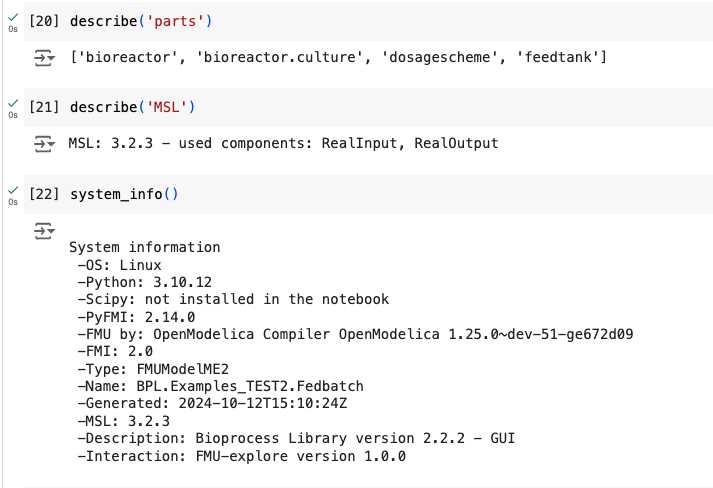 [20] describe('parts')
0s
['bioreactor', 'bioreactor.culture', 'dosagescheme', 'feedtank']
[21] describe('MSL')
0s
MSL: 3.2.3 - used components: RealInput, RealOutput
[22] system_info()
0s
System information
-OS: Linux
-Python: 3.10.12
-Scipy: not installed in the notebook
-PyFMI: 2.14.0
-FMU by: OpenModelica Compiler OpenModelica 1.25.0~dev-51-ge672d09
-FMI: 2.0
-Type: FMUModelME2
-Name: BPL.Examples_TEST2.Fedbatch
-Generated: 2024-10-12T15:10:24Z
-MSL: 3.2.3
-Description: Bioprocess Library version 2.2.2 - GUI
-Interaction: FMU-explore version 1.0.0